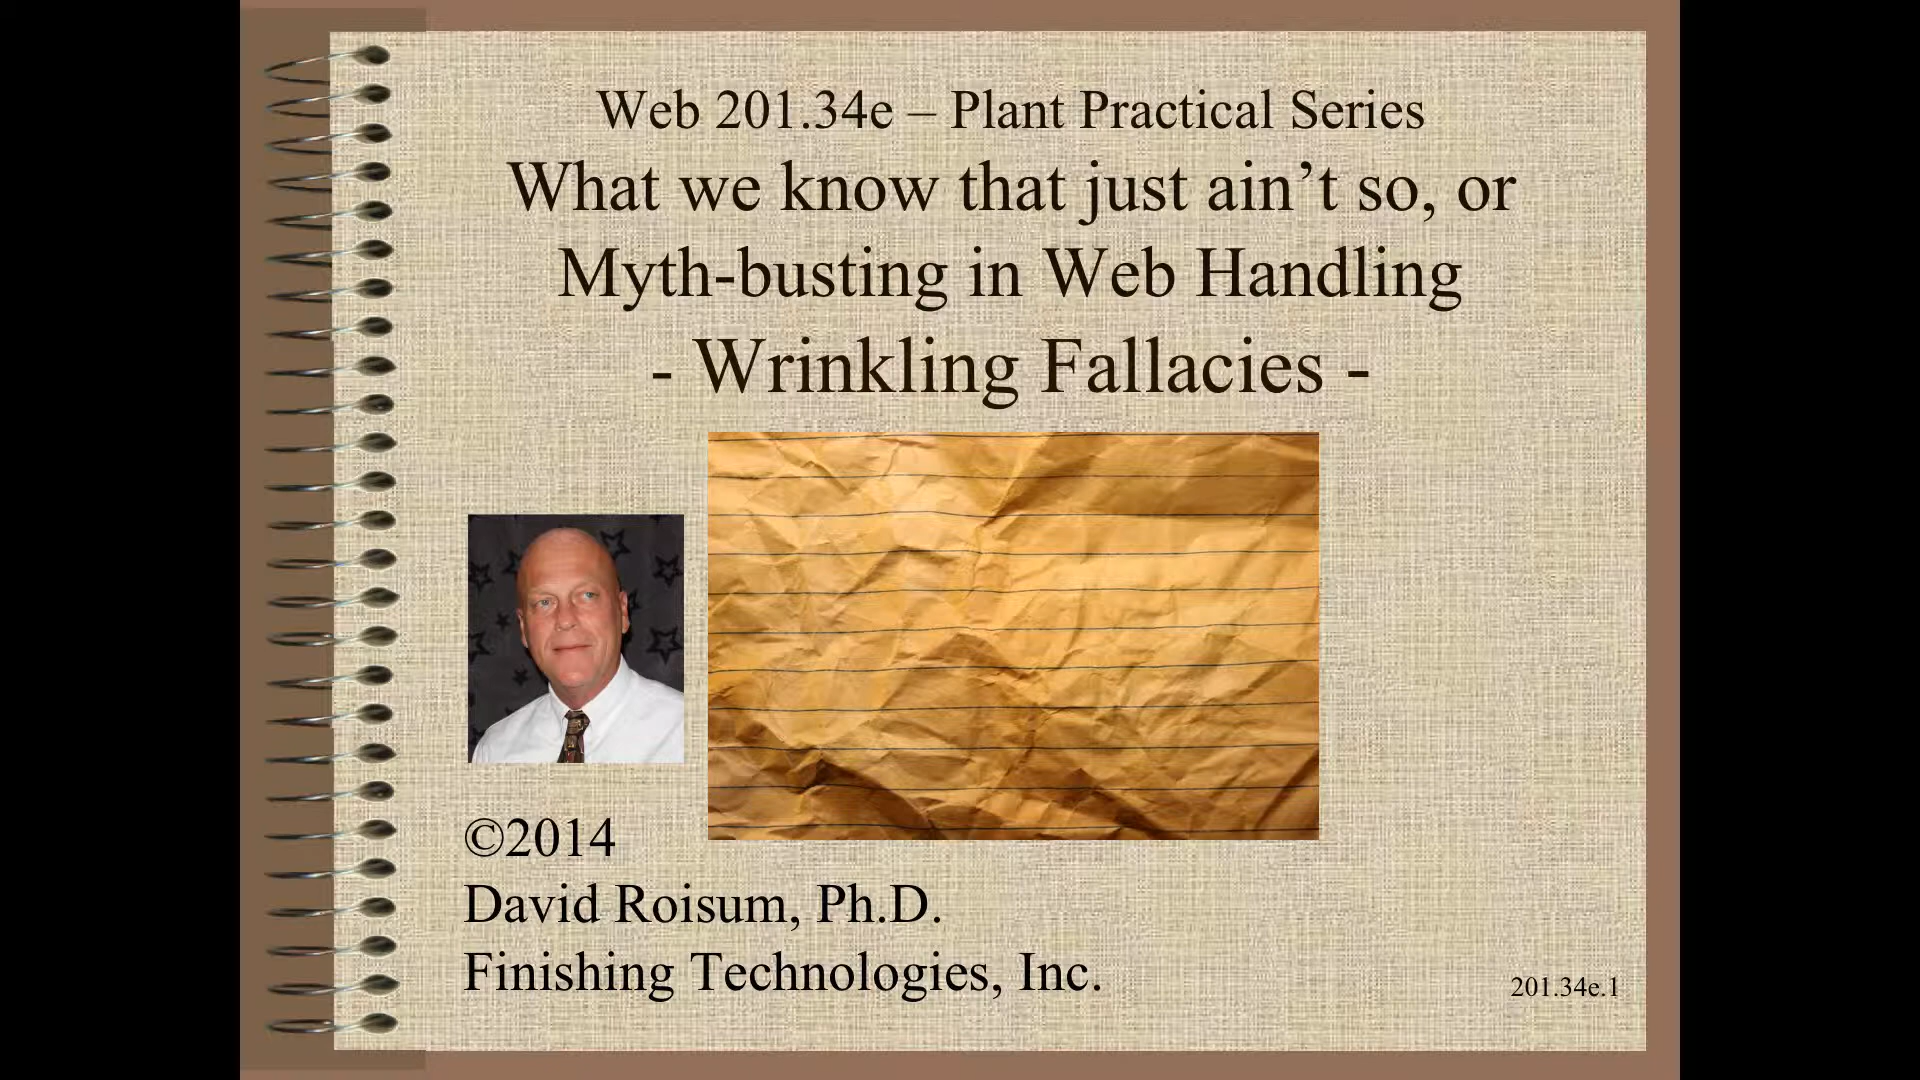 Web 201.34e – Plant Practical Series
What we know that just ain’t so, or
Myth-busting in Web Handling
- Wrinkling Fallacies -
©2014
David Roisum, Ph.D.
Finishing Technologies, Inc.
201.34e.1